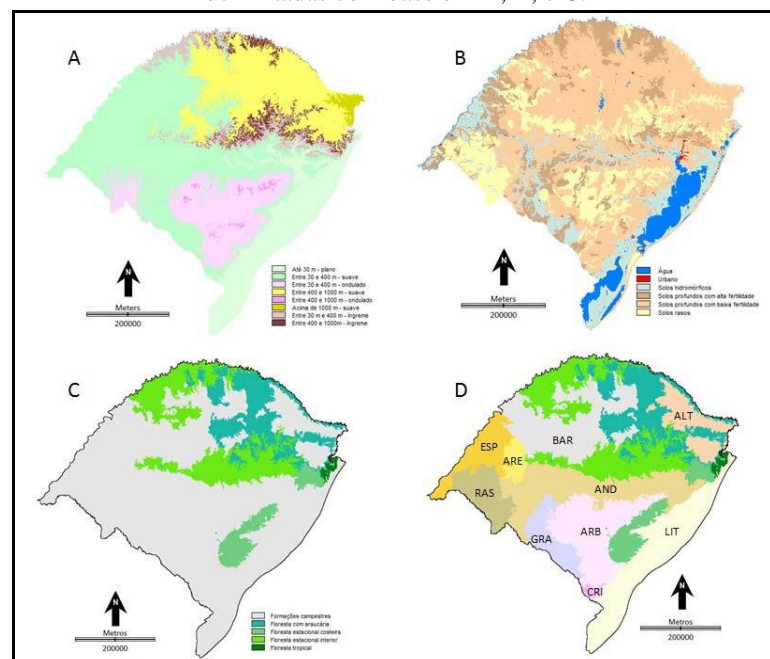 A
N
Meters
200000
Até 30 m - plano
Entre 30 e 400 m - suave
Entre 30 e 400 m - ondulado
Entre 400 e 1000 m - suave
Entre 400 e 1000 m - ondulado
Acima de 1000 m - suave
Entre 30 m e 400 m - íngreme
Entre 400 e 1000m - íngreme
B
N
Meters
200000
Água
Urbano
Solos hidromórficos
Solos profundos com alta fertilidade
Solos profundos com baixa fertilidade
Solos rasos
C
N
Metros
200000
Formações campestres
Floresta com araucária
Floresta estacional costeira
Floresta estacional interior
Floresta tropical
D
ALT
BAR
ESP
ARE
RAS
AND
GRA
ARB
LIT
CRI
N
Metros
200000